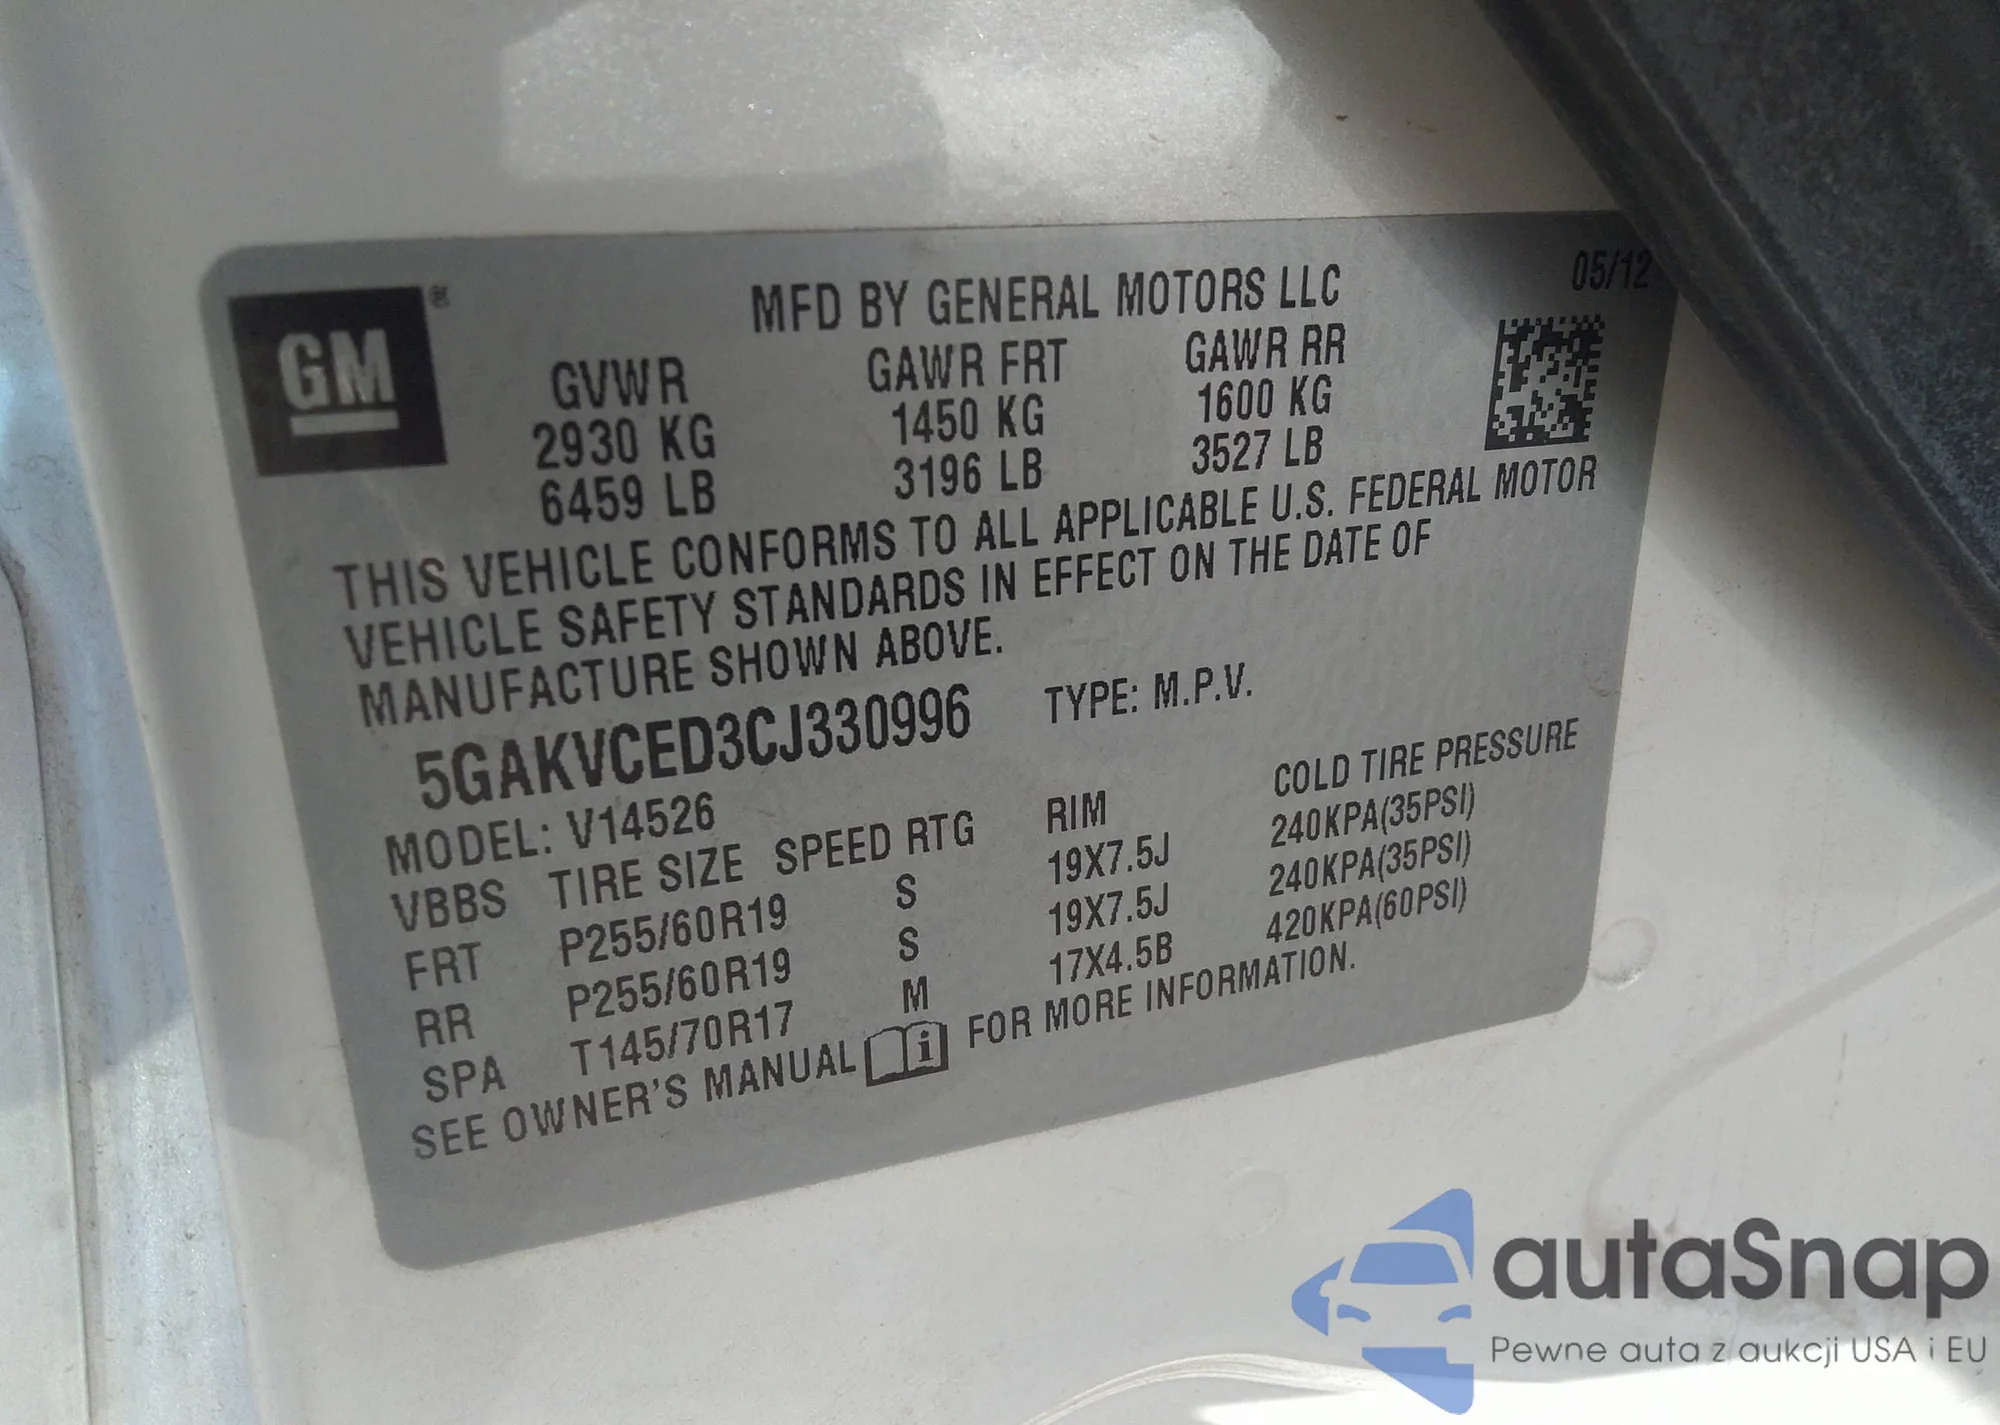 GM ®
MFD BY GENERAL MOTORS LLC 05/12
GVWR GAWR FRT GAWR RR
2930 KG 1450 KG 1600 KG
6459 LB 3196 LB 3527 LB
THIS VEHICLE CONFORMS TO ALL APPLICABLE U.S. FEDERAL MOTOR
VEHICLE SAFETY STANDARDS IN EFFECT ON THE DATE OF
MANUFACTURE SHOWN ABOVE.
5GAKVCED3CJ330996 TYPE: M.P.V.
MODEL: V14526
VBBS TIRE SIZE SPEED RTG RIM COLD TIRE PRESSURE
FRT P255/60R19 S 19X7.5J 240KPA(35PSI)
RR P255/60R19 S 19X7.5J 240KPA(35PSI)
SPA T145/70R17 M 17X4.5B 420KPA(60PSI)
SEE OWNER'S MANUAL i FOR MORE INFORMATION.
autaSnap
Pewne auta z aukcji USA i EU